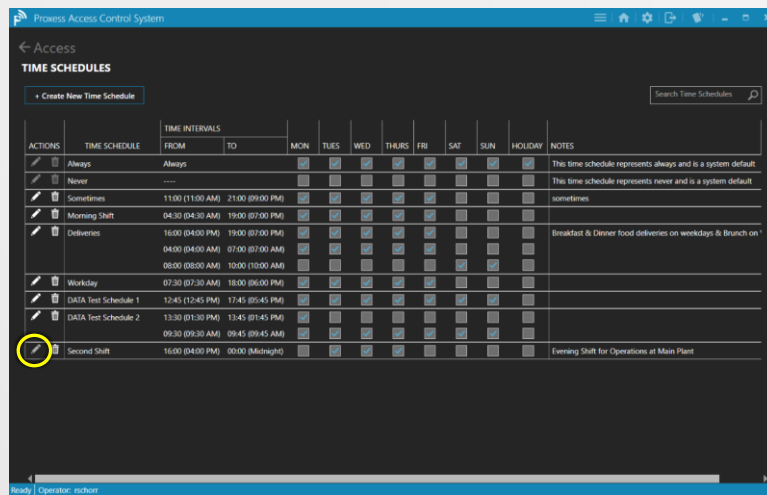 Proxess Access Control System
Access
TIME SCHEDULES
+ Create New Time Schedule
Search Time Schedules
TIME INTERVALS
ACTIONS TIME SCHEDULE FROM TO MON TUES WED THURS FRI SAT SUN HOLIDAY NOTES
Always Always This time schedule represents always and is a system default
Never ---- This time schedule represents never and is a system default
Sometimes 11:00 (11:00 AM) 21:00 (09:00 PM) sometimes
Morning Shift 04:30 (04:30 AM) 19:00 (07:00 PM)
Deliveries 16:00 (04:00 PM) 19:00 (07:00 PM) Breakfast & Dinner food deliveries on weekdays & Brunch on
04:00 (04:00 AM) 07:00 (07:00 AM)
08:00 (08:00 AM) 10:00 (10:00 AM)
Workday 07:30 (07:30 AM) 18:00 (06:00 PM)
DATA Test Schedule 1 12:45 (12:45 PM) 17:45 (05:45 PM)
DATA Test Schedule 2 13:30 (01:30 PM) 13:45 (01:45 PM)
09:30 (09:30 AM) 09:45 (09:45 AM)
Second Shift 16:00 (04:00 PM) 00:00 (Midnight) Evening Shift for Operations at Main Plant
Ready Operator: rschorr